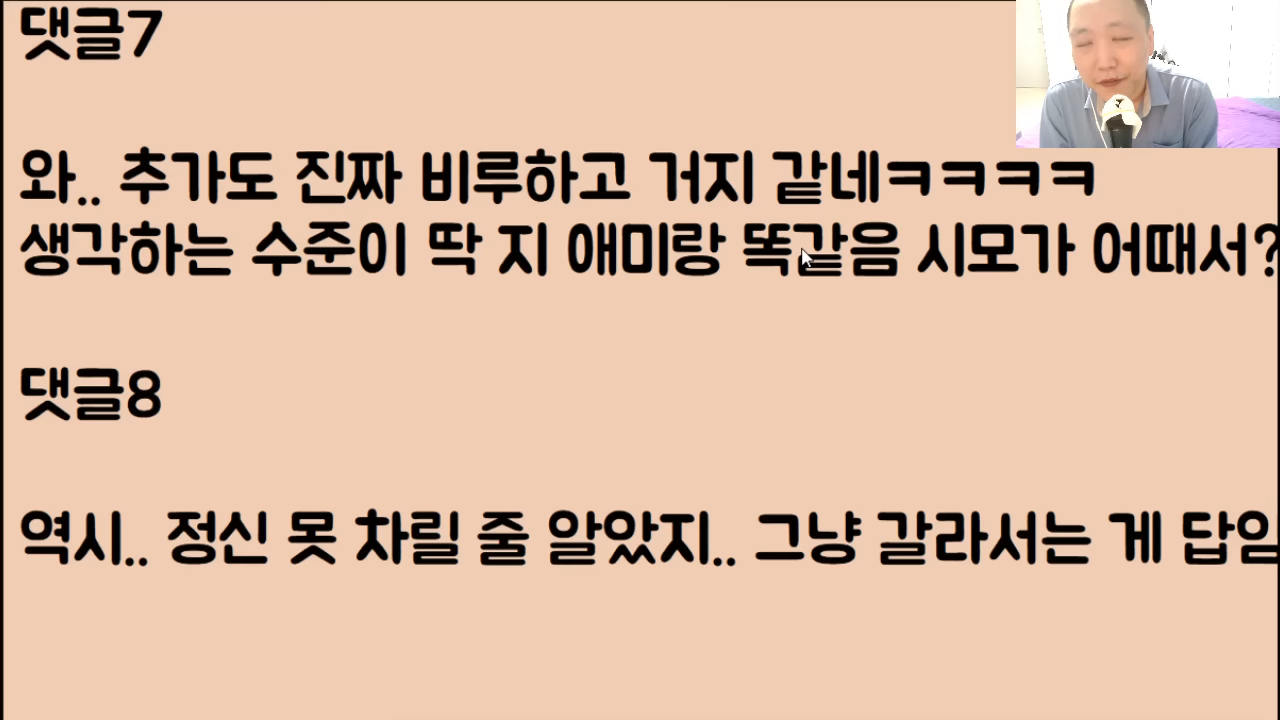 댓글7
와.. 추가도 진짜 비루하고 거지 같네ㅋㅋㅋㅋ
생각하는 수준이 딱 지 애미랑 똑같음 시모가 어때서?
댓글8
역시.. 정신 못 차릴 줄 알았지.. 그냥 갈라서는 게 답임